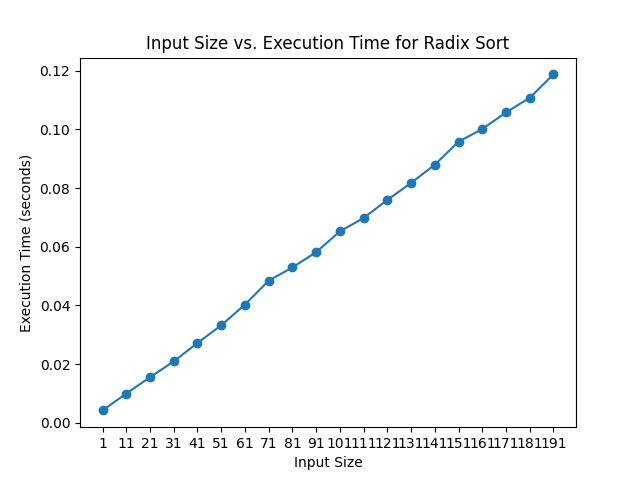 Input Size vs. Execution Time for Radix Sort
0.12
0.10
0.08
0.06
0.04
0.02
0.00
Execution Time (seconds)
1 11 21 31 41 51 61 71 81 91 101 111 121 131 141 151 161 171 181 191
Input Size